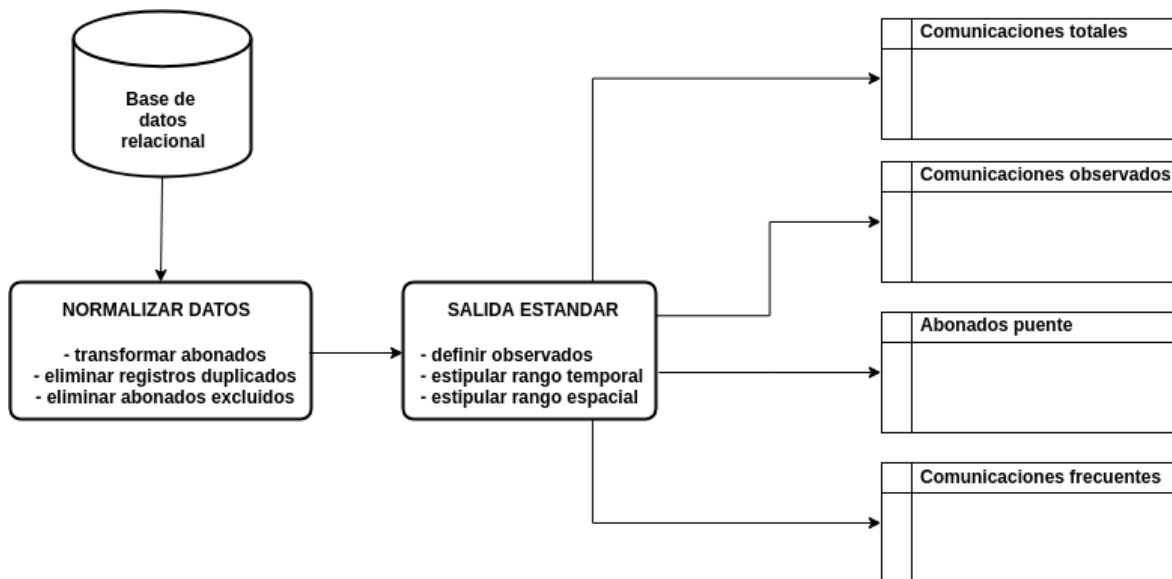 Base de
datos
relacional
NORMALIZAR DATOS
- transformar abonados
- eliminar registros duplicados
- eliminar abonados excluidos
SALIDA ESTANDAR
- definir observados
- estipular rango temporal
- estipular rango espacial
Comunicaciones totales
Comunicaciones observados
Abonados puente
Comunicaciones frecuentes